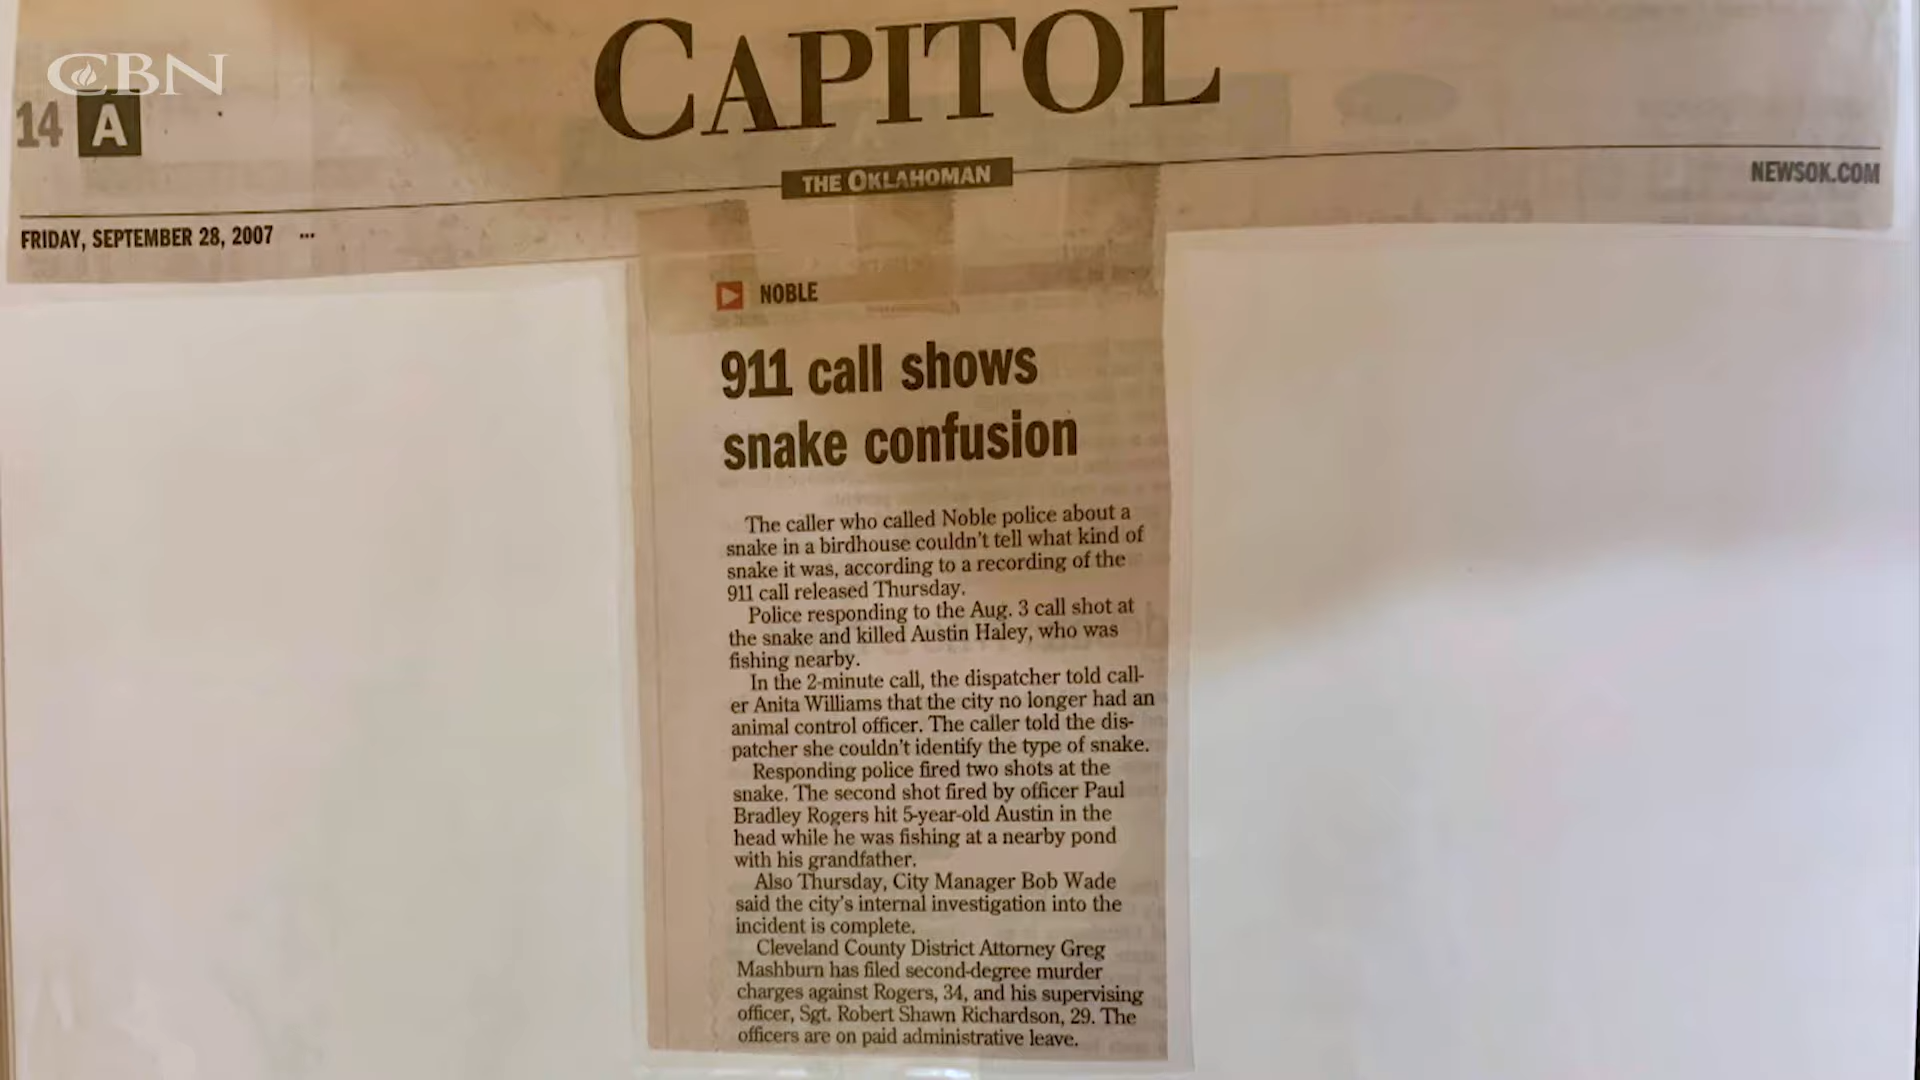 CBN
CAPITOL
14 A
THE OKLAHOMAN
NEWSOK.COM
FRIDAY, SEPTEMBER 28, 2007 ...
NOBLE
911 call shows
snake confusion
The caller who called Noble police about a
snake in a birdhouse couldn't tell what kind of
snake it was, according to a recording of the
911 call released Thursday.
Police responding to the Aug. 3 call shot at
the snake and killed Austin Haley, who was
fishing nearby.
In the 2-minute call, the dispatcher told call-
er Anita Williams that the city no longer had an
animal control officer. The caller told the dis-
patcher she couldn't identify the type of snake.
Responding police fired two shots at the
snake. The second shot fired by officer Paul
Bradley Rogers hit 5-year-old Austin in the
head while he was fishing at a nearby pond
with his grandfather.
Also Thursday, City Manager Bob Wade
said the city's internal investigation into the
incident is complete.
Cleveland County District Attorney Greg
Mashburn has filed second-degree murder
charges against Rogers, 34, and his supervising
officer, Sgt. Robert Shawn Richardson, 29. The
officers are on paid administrative leave.